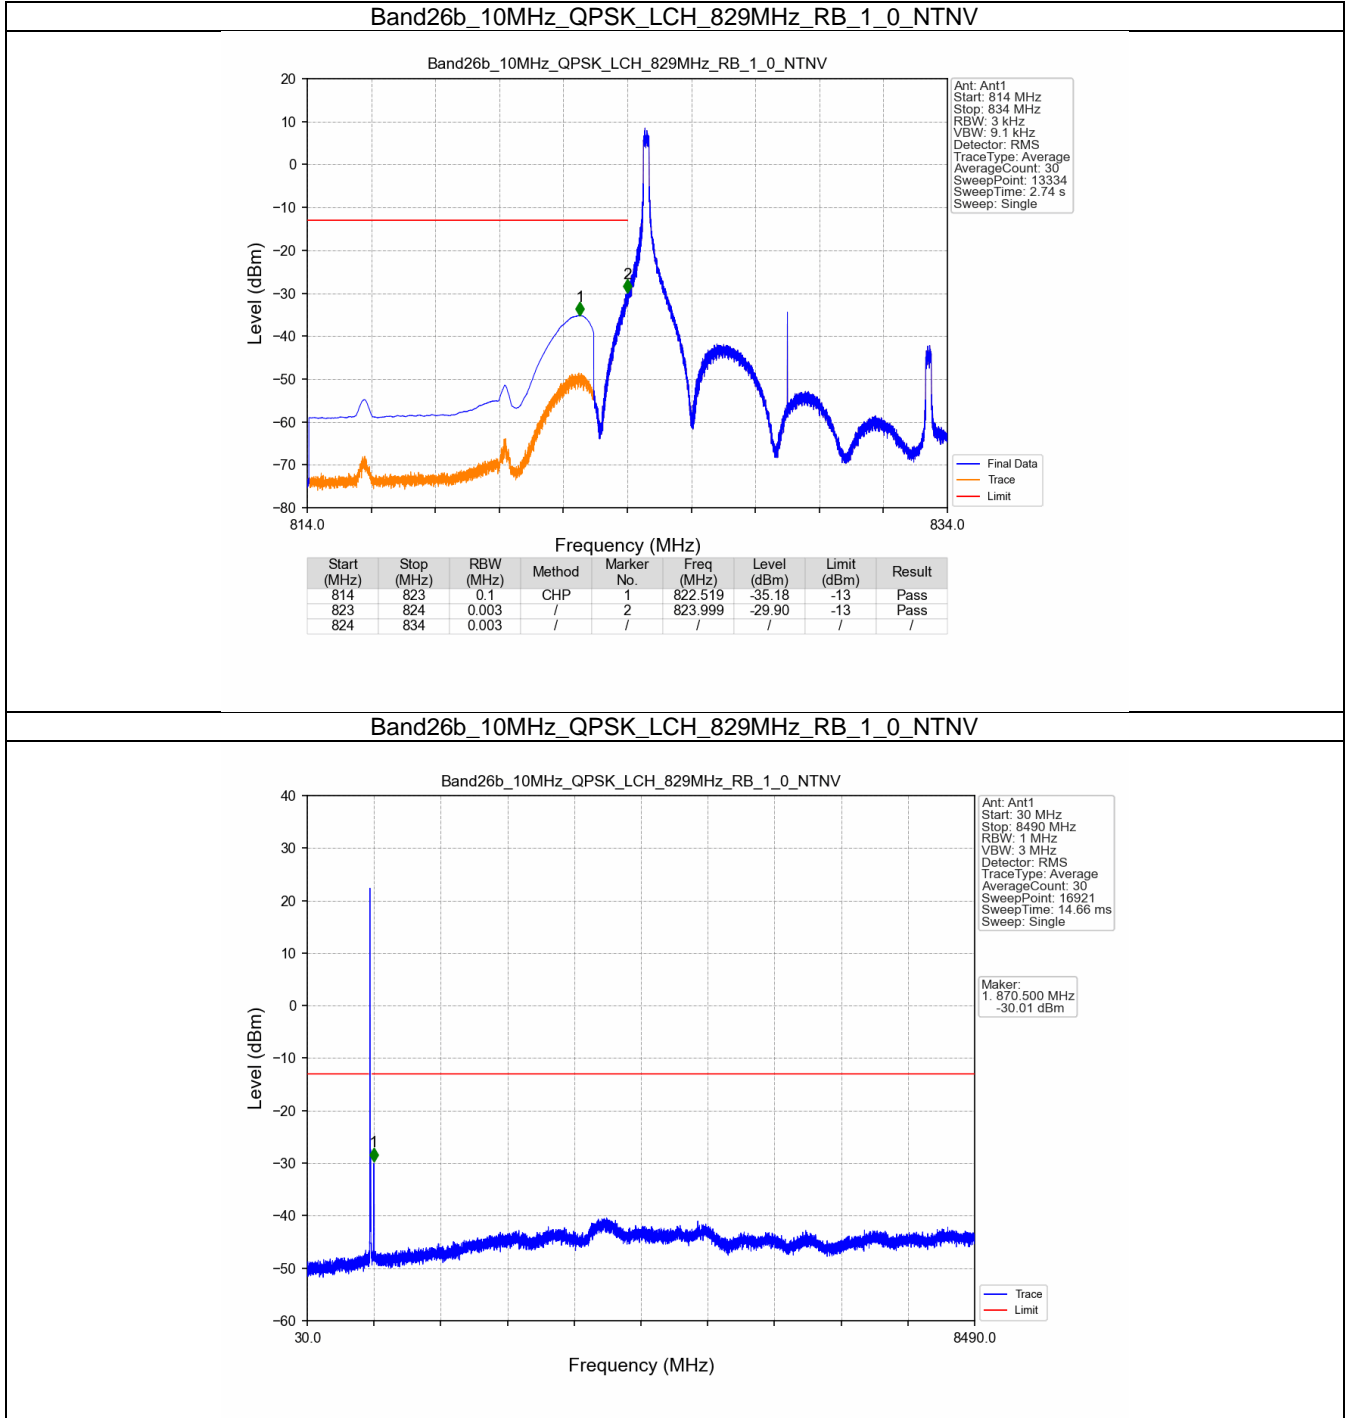 Band26b_10MHz_QPSK_LCH_829MHz_RB_1_0_NTNV
Band26b_10MHz_QPSK_LCH_829MHz_RB_1_0_NTNV
20
10
0
−10
−20
−30
−40
−50
−60
−70
−80
Level (dBm)
1
2
814.0
834.0
Frequency (MHz)
Ant: Ant1
Start: 814 MHz
Stop: 834 MHz
RBW: 3 kHz
VBW: 9.1 kHz
Detector: RMS
TraceType: Average
AverageCount: 30
SweepPoint: 13334
SweepTime: 2.74 s
Sweep: Single
Final Data
Trace
Limit
Start (MHz) Stop (MHz) RBW (MHz) Method Marker No. Freq (MHz) Level (dBm) Limit (dBm) Result
814 823 0.1 CHP 1 822.519 -35.18 -13 Pass
823 824 0.003 / 2 823.999 -29.90 -13 Pass
824 834 0.003 / / / / / /
Band26b_10MHz_QPSK_LCH_829MHz_RB_1_0_NTNV
Band26b_10MHz_QPSK_LCH_829MHz_RB_1_0_NTNV
40
30
20
10
0
−10
−20
−30
−40
−50
−60
Level (dBm)
1
30.0
8490.0
Frequency (MHz)
Ant: Ant1
Start: 30 MHz
Stop: 8490 MHz
RBW: 1 MHz
VBW: 3 MHz
Detector: RMS
TraceType: Average
AverageCount: 30
SweepPoint: 16921
SweepTime: 14.66 ms
Sweep: Single
Maker:
1. 870.500 MHz
-30.01 dBm
Trace
Limit